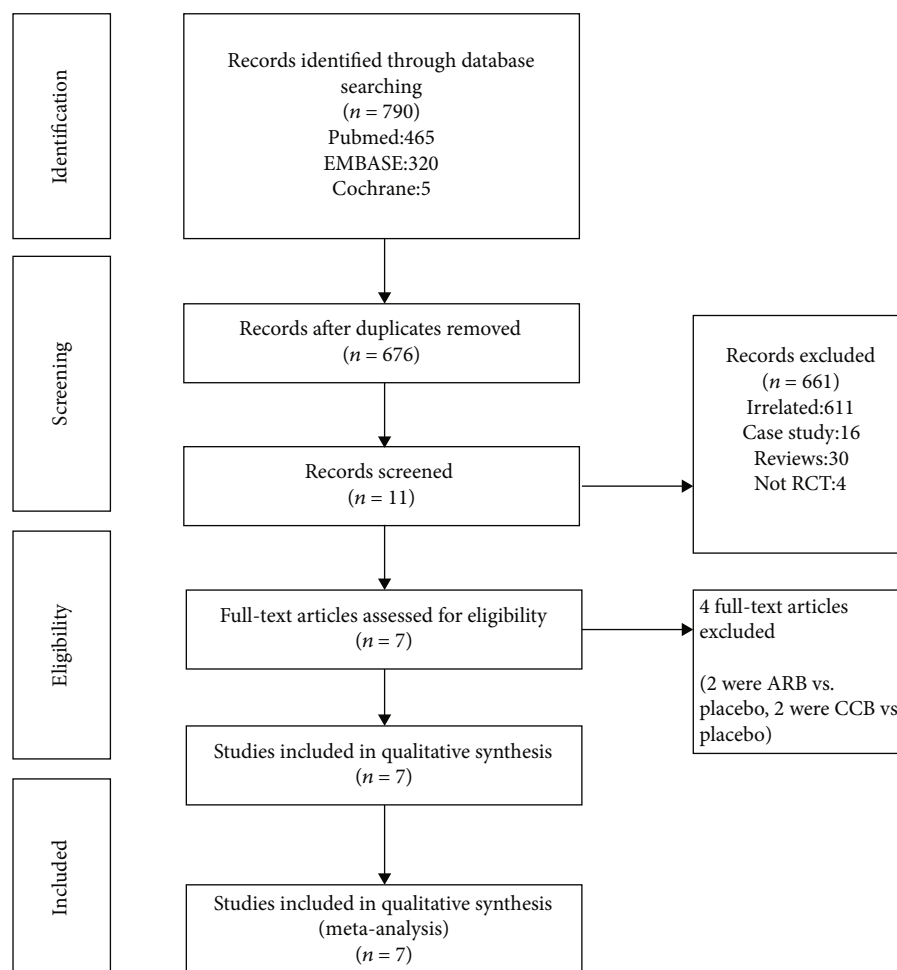 Identification
Records identified through database
searching
(n = 790)
Pubmed:465
EMBASE:320
Cochrane:5
Screening
Records after duplicates removed
(n = 676)
Records screened
(n = 11)
Records excluded
(n = 661)
Irrelated:611
Case study:16
Reviews:30
Not RCT:4
Eligibility
Full-text articles assessed for eligibility
(n = 7)
4 full-text articles
excluded
(2 were ARB vs.
placebo, 2 were CCB vs
placebo)
Studies included in qualitative synthesis
(n = 7)
Included
Studies included in qualitative synthesis
(meta-analysis)
(n = 7)